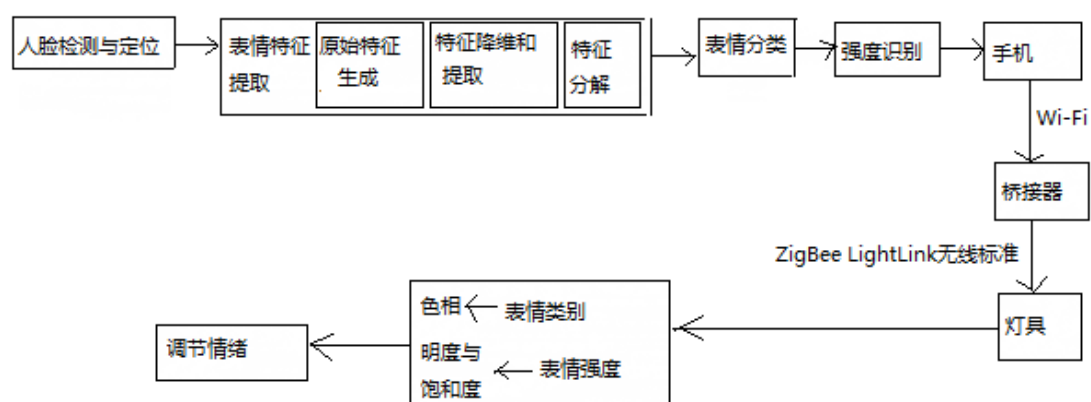 人脸检测与定位
表情特征
提取
原始特征
生成
特征降维和
提取
特征
分解
表情分类
强度识别
手机
Wi-Fi
桥接器
ZigBee LightLink无线标准
灯具
色相
表情类别
明度与
饱和度
表情强度
调节情绪